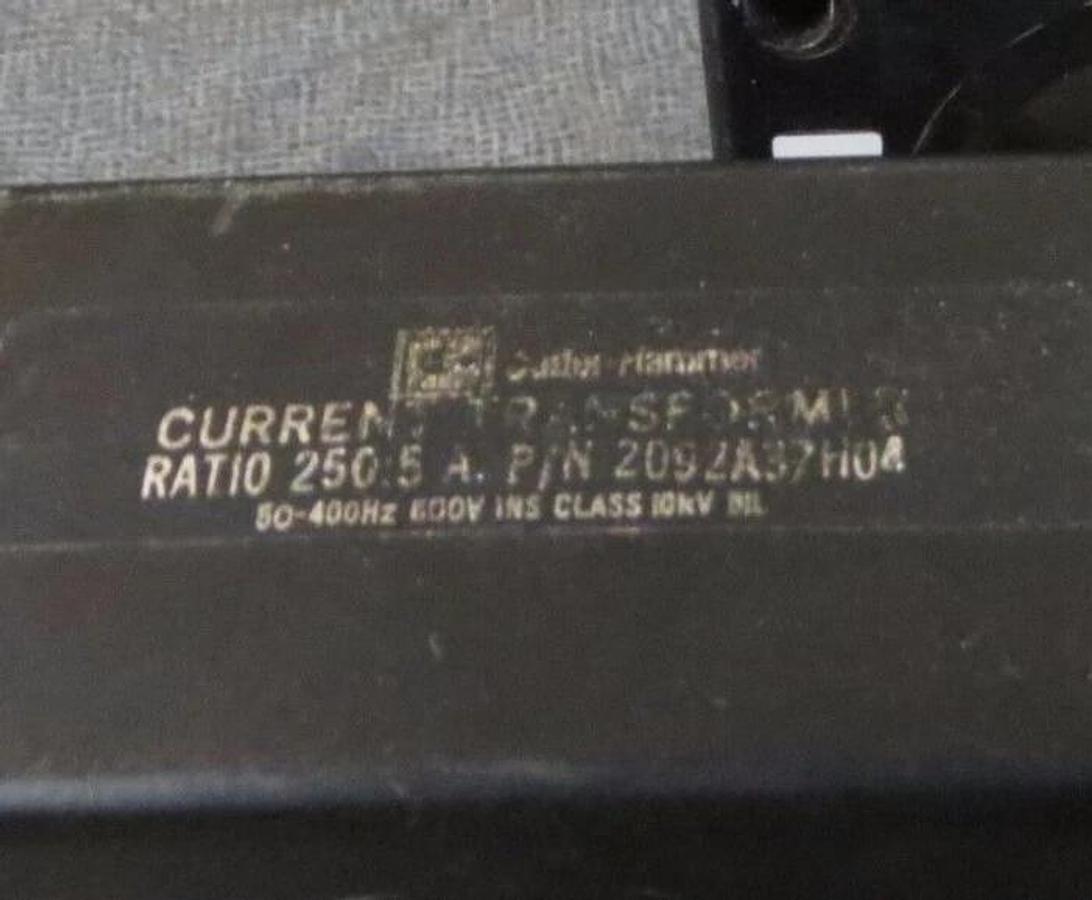 Cutler-Hammer
CURRENT TRANSFORMER
RATIO 250:5 A. P/N 2092A37H04
50-400Hz 600V INS CLASS 10kV BIL